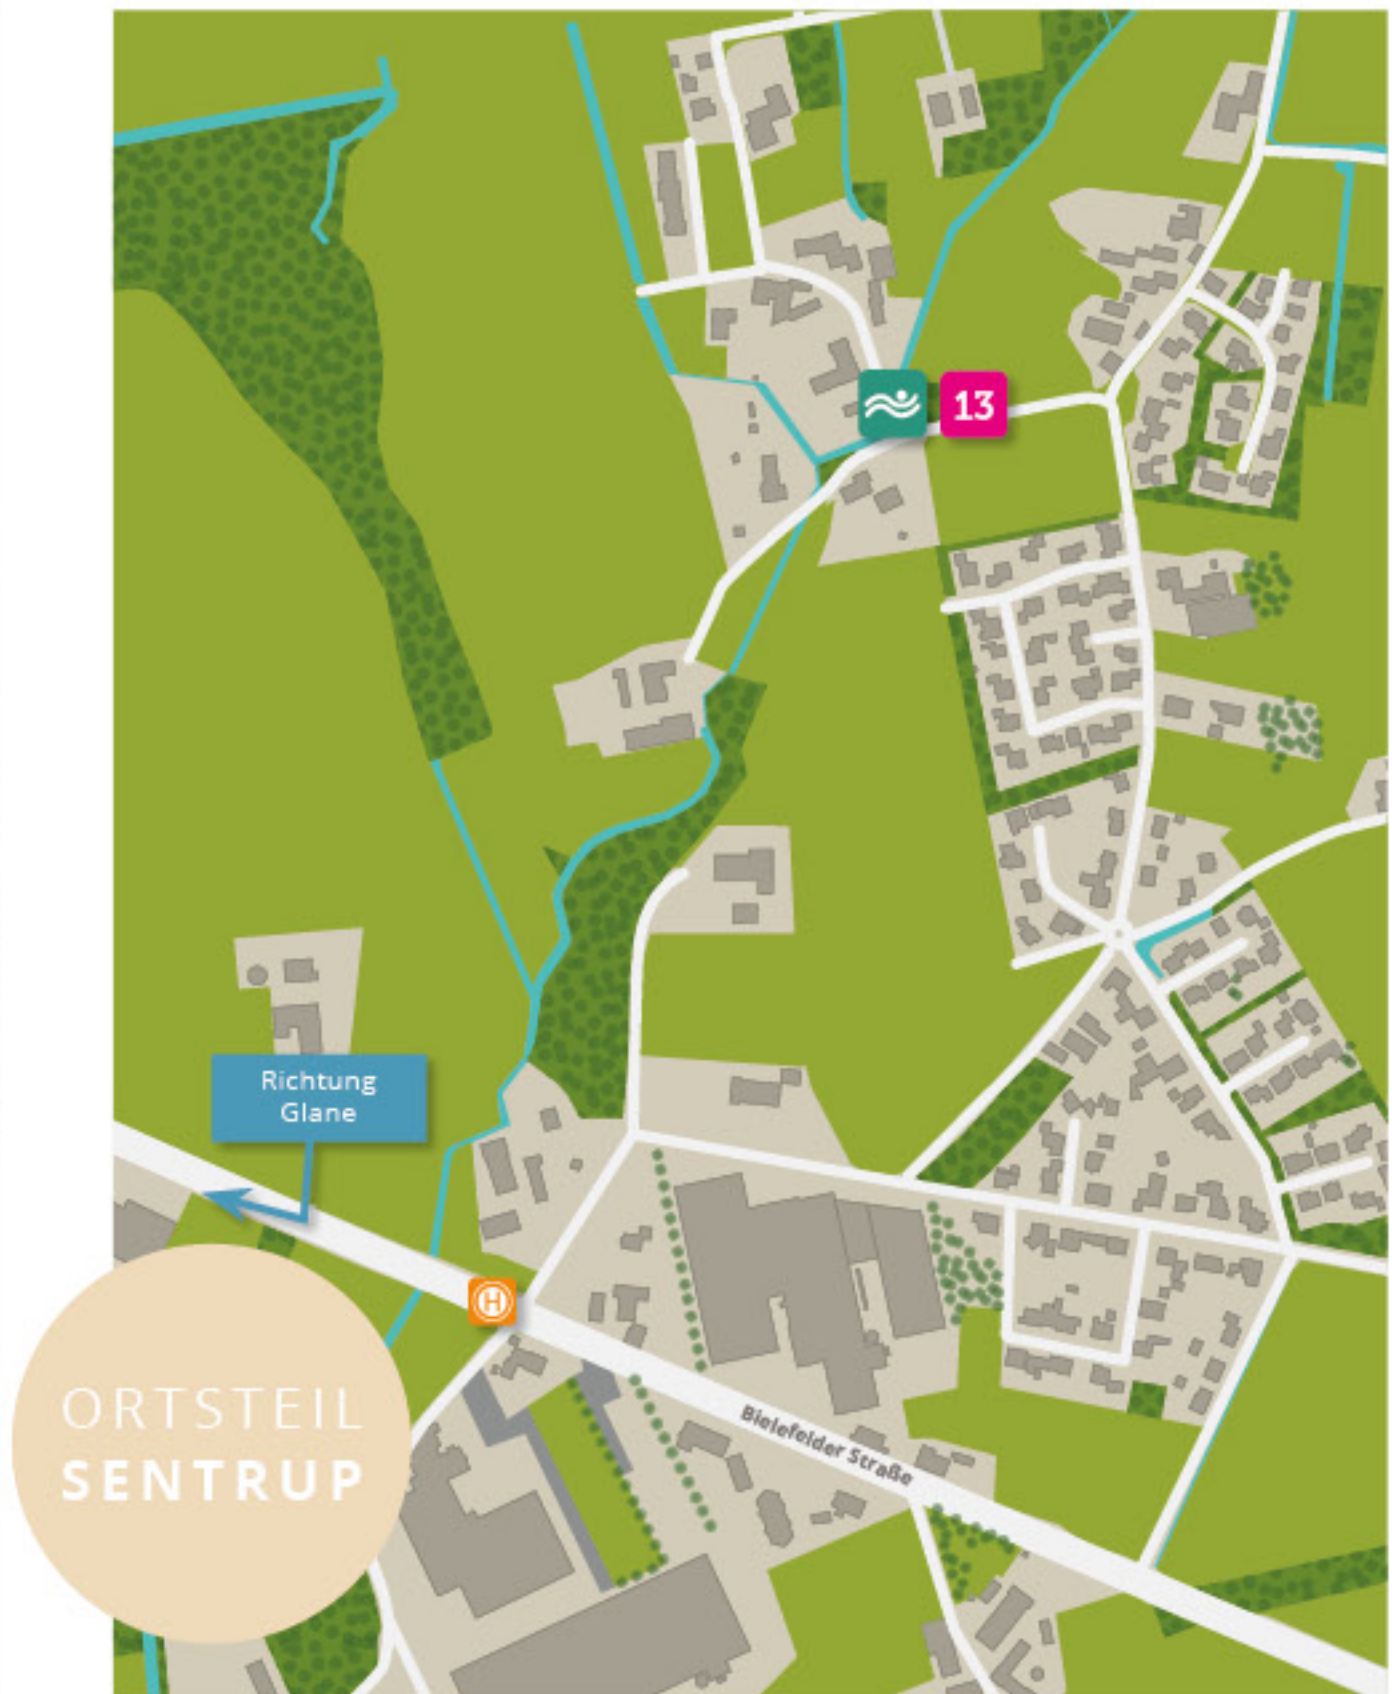 13
Richtung
Glane
H
ORTSTEIL
SENTRUP
Bielefelder Straße